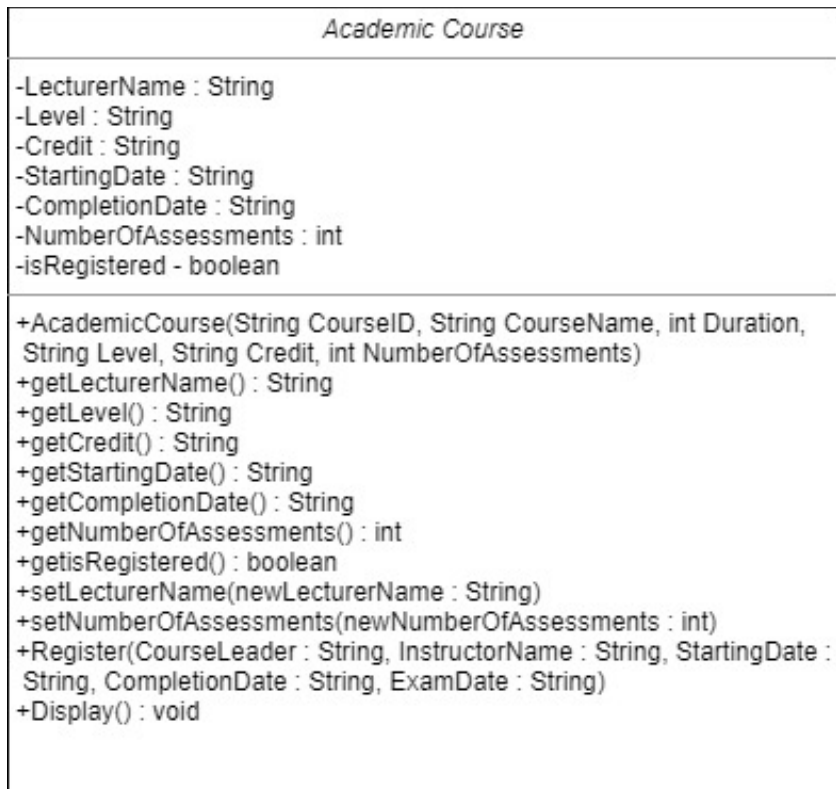 Academic Course
-LecturerName : String
-Level : String
-Credit : String
-StartingDate : String
-CompletionDate : String
-NumberOfAssessments : int
-isRegistered - boolean
+AcademicCourse(String CourseID, String CourseName, int Duration,
String Level, String Credit, int NumberOfAssessments)
+getLecturerName() : String
+getLevel() : String
+getCredit() : String
+getStartingDate() : String
+getCompletionDate() : String
+getNumberOfAssessments() : int
+getisRegistered() : boolean
+setLecturerName(newLecturerName : String)
+setNumberOfAssessments(newNumberOfAssessments : int)
+Register(CourseLeader : String, InstructorName : String, StartingDate :
String, CompletionDate : String, ExamDate : String)
+Display() : void